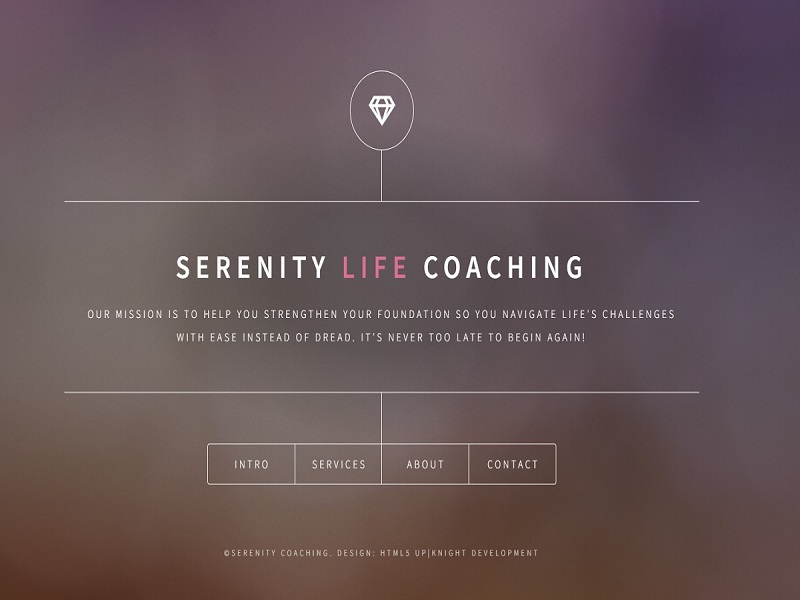 SERENITY LIFE COACHING
OUR MISSION IS TO HELP YOU STRENGTHEN YOUR FOUNDATION SO YOU NAVIGATE LIFE'S CHALLENGES
WITH EASE INSTEAD OF DREAD. IT'S NEVER TOO LATE TO BEGIN AGAIN!
INTRO SERVICES ABOUT CONTACT
©SERENITY COACHING. DESIGN: HTML5 UP|KNIGHT DEVELOPMENT